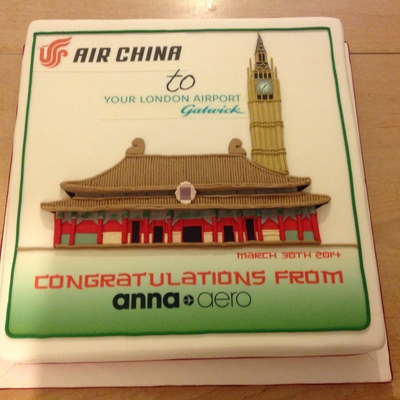 AIR CHINA
to
YOUR LONDON AIRPORT
Gatwick
MARCH 30TH 2014
CONGRATULATIONS FROM
anna aero